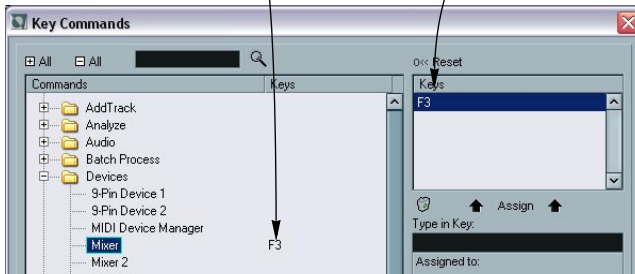 Key Commands
All All
Commands Keys
AddTrack
Analyze
Audio
Batch Process
Devices
9-Pin Device 1
9-Pin Device 2
MIDI Device Manager
Mixer F3
Mixer 2
Reset
Keys
F3
Assign
Type in Key:
Assigned to: